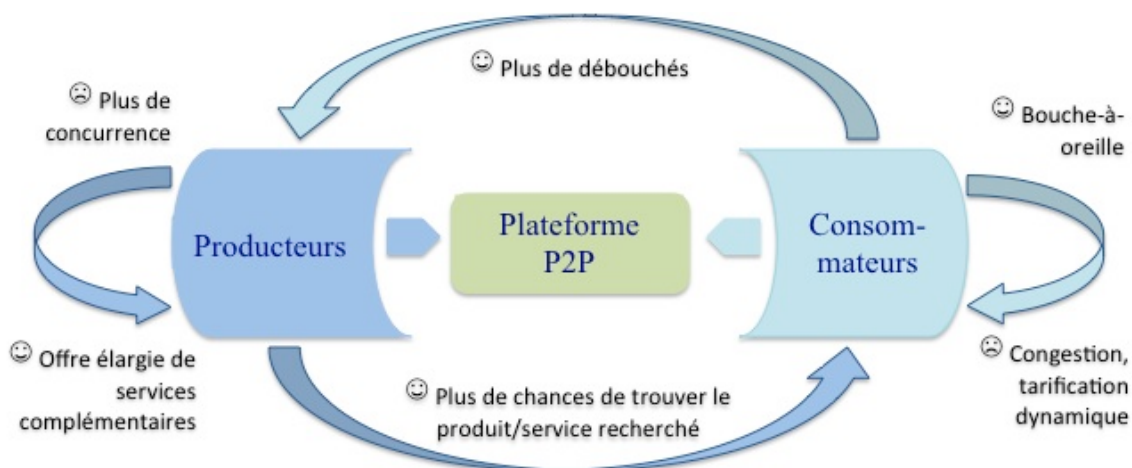 ☺ Plus de débouchés
☹ Plus de
concurrence
☺ Bouche-à-
oreille
Producteurs
Plateforme
P2P
Consom-
mateurs
☺ Offre élargie de
services
complémentaires
☺ Plus de chances de trouver le
produit/service recherché
☹ Congestion,
tarification
dynamique